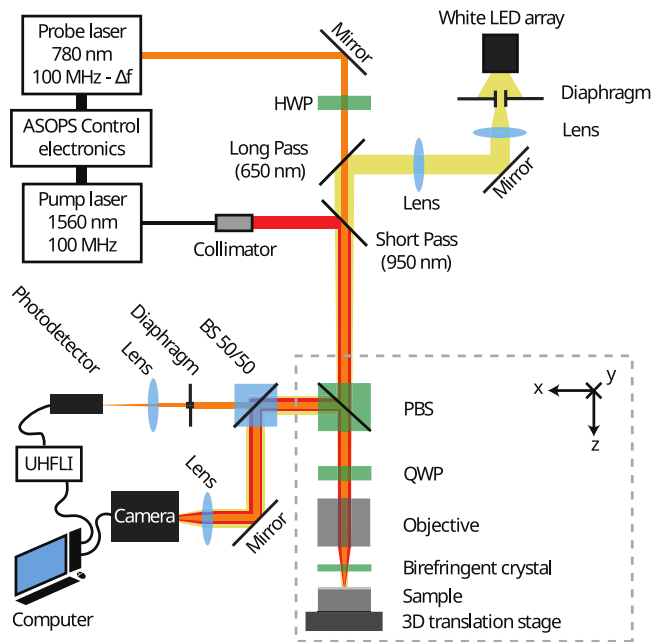 White LED array
Probe laser
780 nm
100 MHz - Δf
Mirror
HWP
Diaphragm
ASOPS Control
electronics
Lens
Long Pass
(650 nm)
Mirror
Lens
Pump laser
1560 nm
100 MHz
Collimator
Short Pass
(950 nm)
Photodetector
Lens
Diaphragm
BS 50/50
x
y
z
PBS
UHFLI
Lens
QWP
Camera
Mirror
Objective
Birefringent crystal
Sample
Computer
3D translation stage